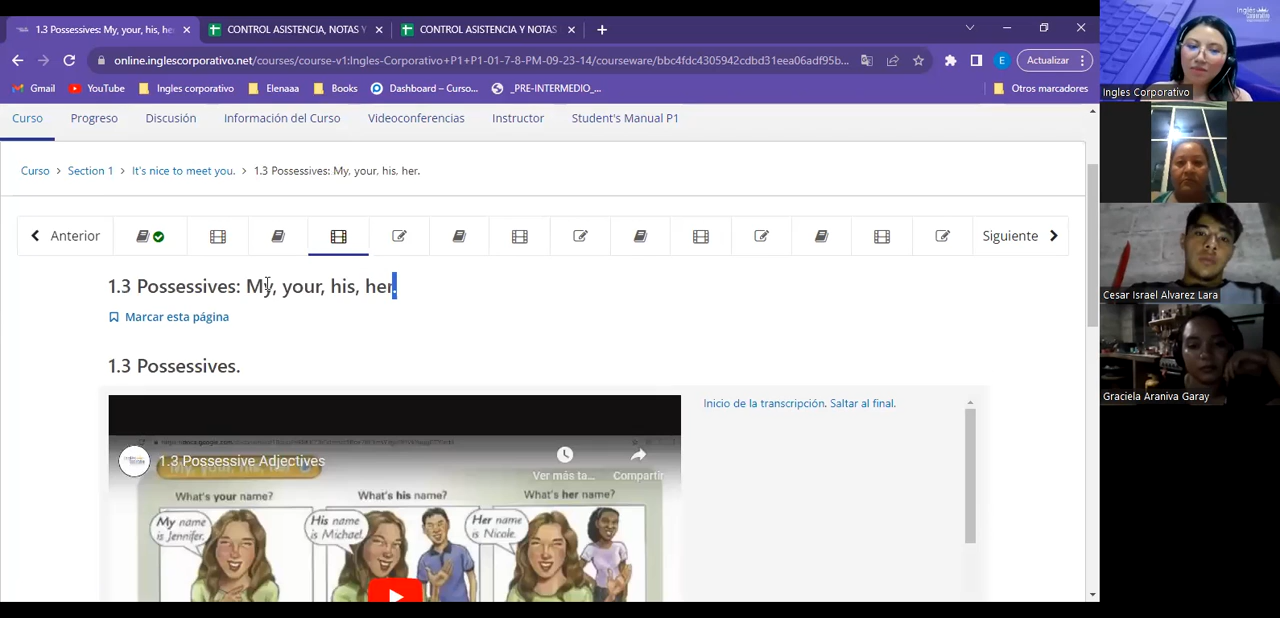 1.3 Possessives: My, your, his, he
CONTROL ASISTENCIA, NOTAS Y
CONTROL ASISTENCIA Y NOTAS
online.inglescorporativo.net/courses/course-v1:Ingles-Corporativo+P1+P1-01-7-8-PM-09-23-14/courseware/bbc4fdc4305942cdbd31eea06adf95b...
E
Actualizar
Gmail
YouTube
Ingles corporativo
Elenaaa
Books
Dashboard – Curso...
_PRE-INTERMEDIO_...
Otros marcadores
Curso
Progreso
Discusión
Información del Curso
Videoconferencias
Instructor
Student's Manual P1
Curso > Section 1 > It's nice to meet you. > 1.3 Possessives: My, your, his, her.
Anterior
Siguiente
1.3 Possessives: My, your, his, her.
Marcar esta página
1.3 Possessives.
Inicio de la transcripción. Saltar al final.
1.3 Possessive Adjectives
Ver más ta...
Compartir
What's your name?
What's his name?
What's her name?
My name
is Jennifer.
His name
is Michael.
Her name
is Nicole.
Ingles Corporativo
Cesar Israel Alvarez Lara
Graciela Araniva Garay